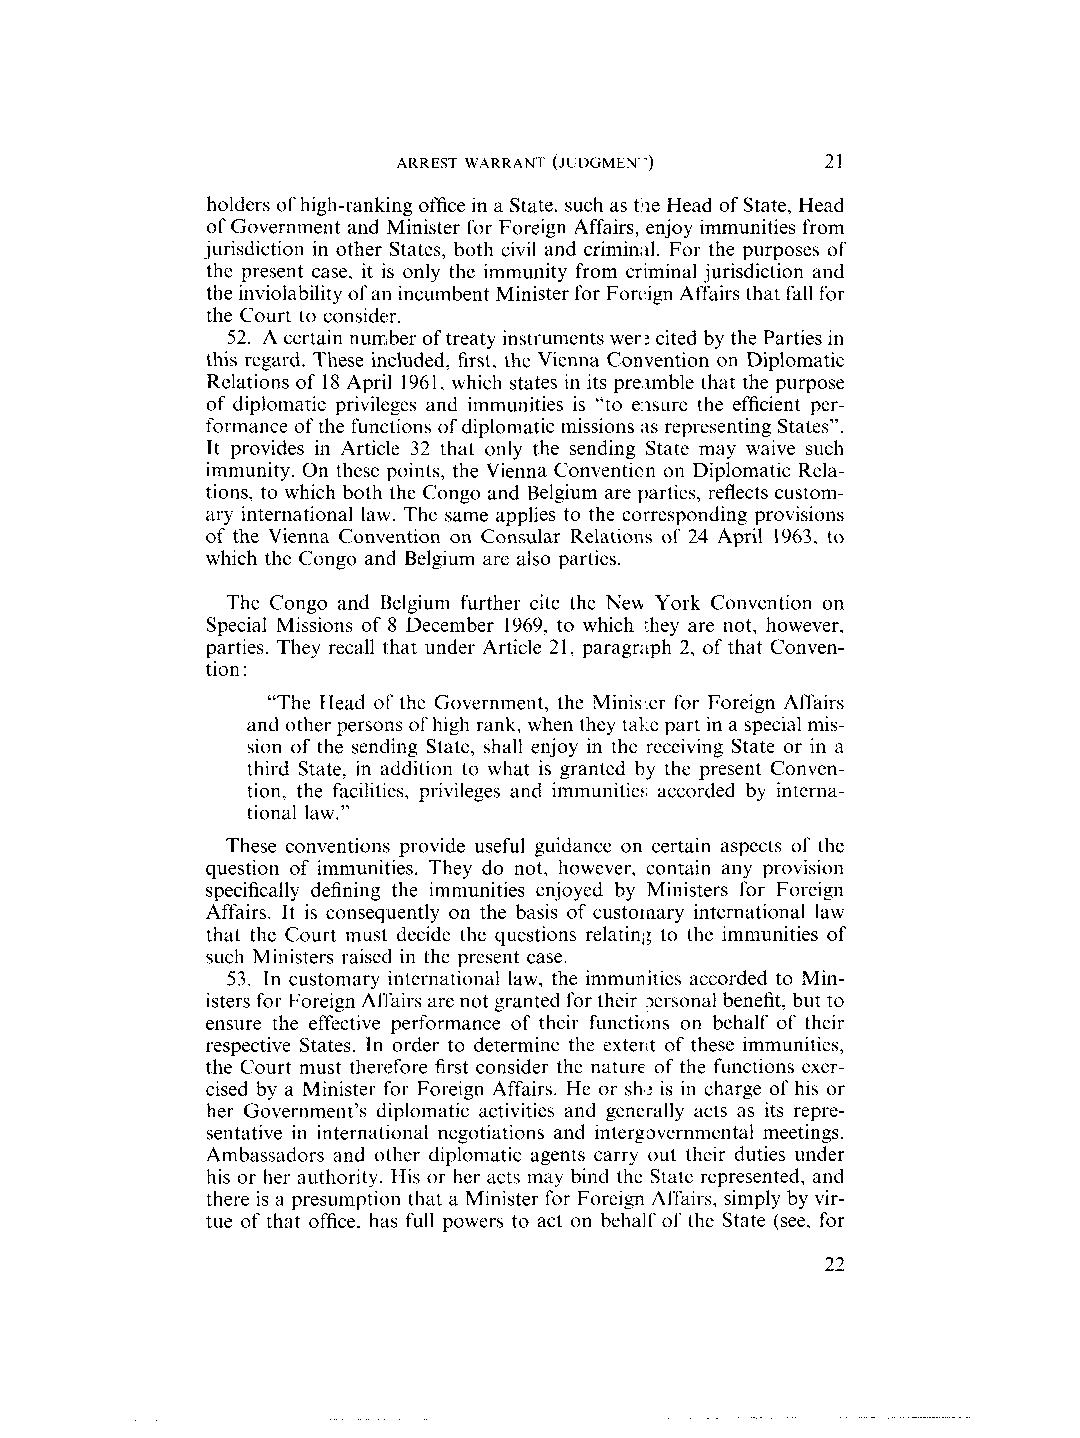 ARREST WARRANT (JUDGMENT) 21
holders of high-ranking office in a State, such as the Head of State, Head
of Government and Minister for Foreign Affairs, enjoy immunities from
jurisdiction in other States, both civil and criminal. For the purposes of
the present case, it is only the immunity from criminal jurisdiction and
the inviolability of an incumbent Minister for Foreign Affairs that fall for
the Court to consider.
52. A certain number of treaty instruments were cited by the Parties in
this regard. These included, first, the Vienna Convention on Diplomatic
Relations of 18 April 1961, which states in its preamble that the purpose
of diplomatic privileges and immunities is “to ensure the efficient per-
formance of the functions of diplomatic missions as representing States”.
It provides in Article 32 that only the sending State may waive such
immunity. On these points, the Vienna Convention on Diplomatic Rela-
tions, to which both the Congo and Belgium are parties, reflects custom-
ary international law. The same applies to the corresponding provisions
of the Vienna Convention on Consular Relations of 24 April 1963, to
which the Congo and Belgium are also parties.
The Congo and Belgium further cite the New York Convention on
Special Missions of 8 December 1969, to which they are not, however,
parties. They recall that under Article 21, paragraph 2, of that Conven-
tion:
“The Head of the Government, the Minister for Foreign Affairs
and other persons of high rank, when they take part in a special mis-
sion of the sending State, shall enjoy in the receiving State or in a
third State, in addition to what is granted by the present Conven-
tion, the facilities, privileges and immunities accorded by interna-
tional law.”
These conventions provide useful guidance on certain aspects of the
question of immunities. They do not, however, contain any provision
specifically defining the immunities enjoyed by Ministers for Foreign
Affairs. It is consequently on the basis of customary international law
that the Court must decide the questions relating to the immunities of
such Ministers raised in the present case.
53. In customary international law, the immunities accorded to Min-
isters for Foreign Affairs are not granted for their personal benefit, but to
ensure the effective performance of their functions on behalf of their
respective States. In order to determine the extent of these immunities,
the Court must therefore first consider the nature of the functions exer-
cised by a Minister for Foreign Affairs. He or she is in charge of his or
her Government’s diplomatic activities and generally acts as its repre-
sentative in international negotiations and intergovernmental meetings.
Ambassadors and other diplomatic agents carry out their duties under
his or her authority. His or her acts may bind the State represented, and
there is a presumption that a Minister for Foreign Affairs, simply by vir-
tue of that office, has full powers to act on behalf of the State (see, for
22